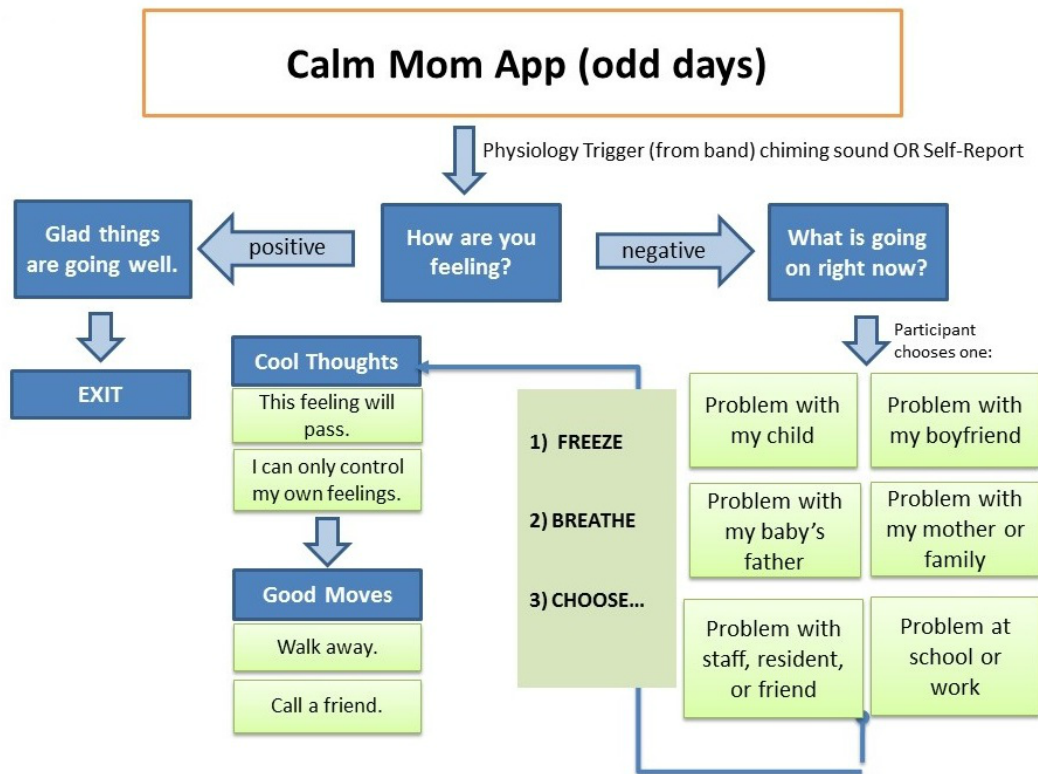 Calm Mom App (odd days)
Physiology Trigger (from band) chiming sound OR Self-Report
Glad things
are going well.
positive
How are you
feeling?
negative
What is going
on right now?
EXIT
Participant
chooses one:
Problem with
my child
Problem with
my boyfriend
Problem with
my baby’s
father
Problem with
my mother or
family
Problem with
staff, resident,
or friend
Problem at
school or
work
1) FREEZE
2) BREATHE
3) CHOOSE...
Cool Thoughts
This feeling will
pass.
I can only control
my own feelings.
Good Moves
Walk away.
Call a friend.